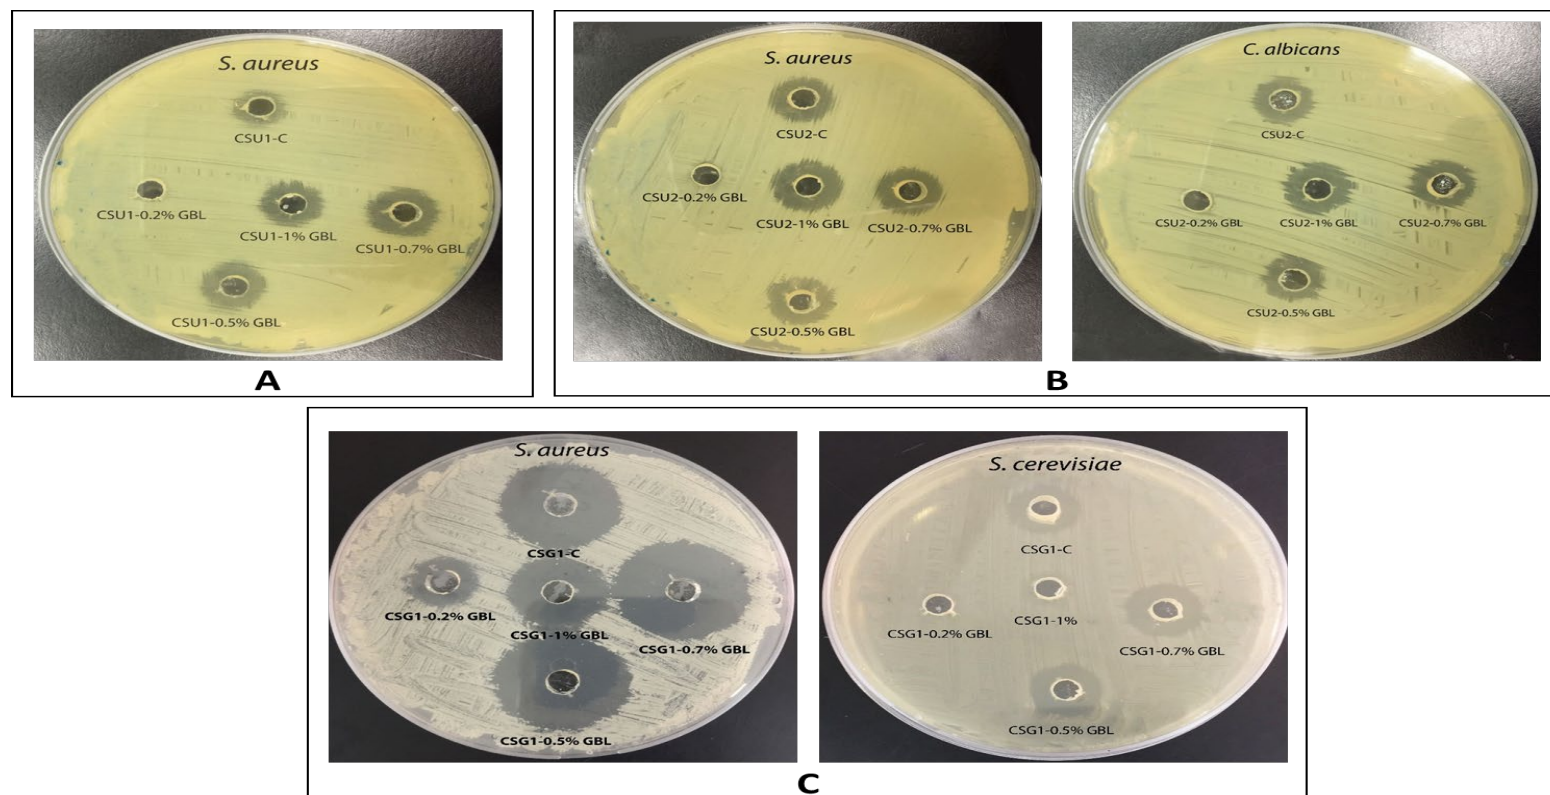 S. aureus
CSU1-C
CSU1-0.2% GBL
CSU1-1% GBL
CSU1-0.7% GBL
CSU1-0.5% GBL
A
S. aureus
CSU2-C
CSU2-0.2% GBL
CSU2-1% GBL
CSU2-0.7% GBL
CSU2-0.5% GBL
C. albicans
CSU2-C
CSU2-0.2% GBL
CSU2-1% GBL
CSU2-0.7% GBL
CSU2-0.5% GBL
B
S. aureus
CSG1-C
CSG1-0.2% GBL
CSG1-1% GBL
CSG1-0.7% GBL
CSG1-0.5% GBL
S. cerevisiae
CSG1-C
CSG1-0.2% GBL
CSG1-1%
CSG1-0.7% GBL
CSG1-0.5% GBL
C